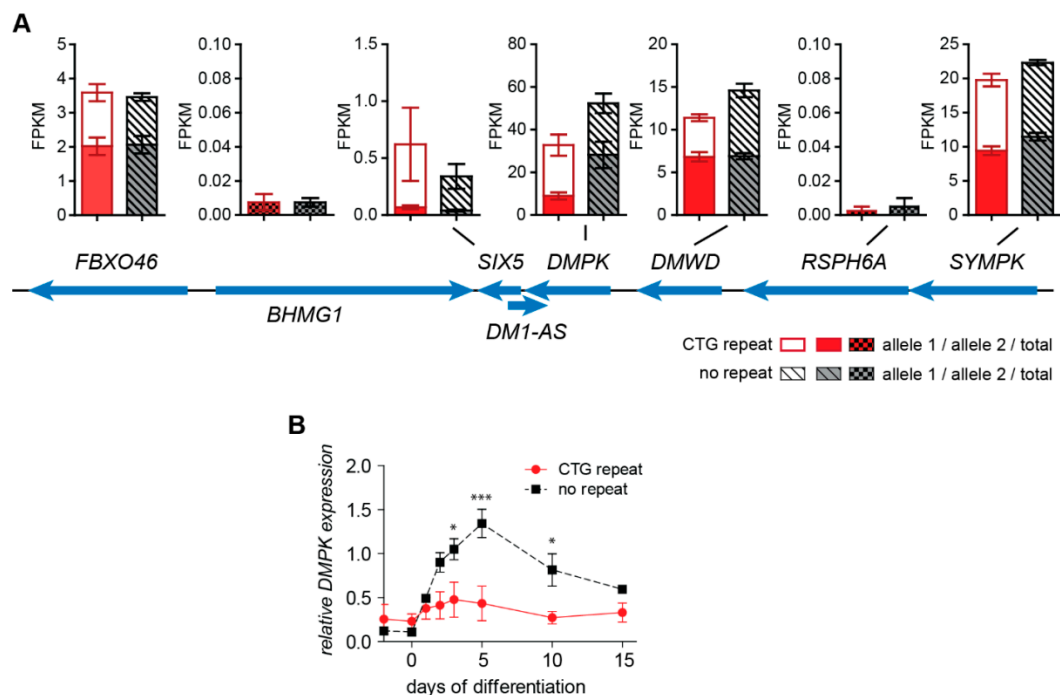 A
FPKM 5 4 3 2 1 0
FPKM 0.10 0.08 0.06 0.04 0.02 0.00
FPKM 1.5 1.0 0.5 0.0
FPKM 80 60 40 20 0
FPKM 20 15 10 5 0
FPKM 0.10 0.08 0.06 0.04 0.02 0.00
FPKM 25 20 15 10 5 0
FBXO46 SIX5 DMPK DMWD RSPH6A SYMPK
BHMG1
DM1-AS
CTG repeat allele 1 / allele 2 / total
no repeat allele 1 / allele 2 / total
B
relative DMPK expression
2.0
1.5
1.0
0.5
0.0
CTG repeat
no repeat
* *** *
0 5 10 15
days of differentiation